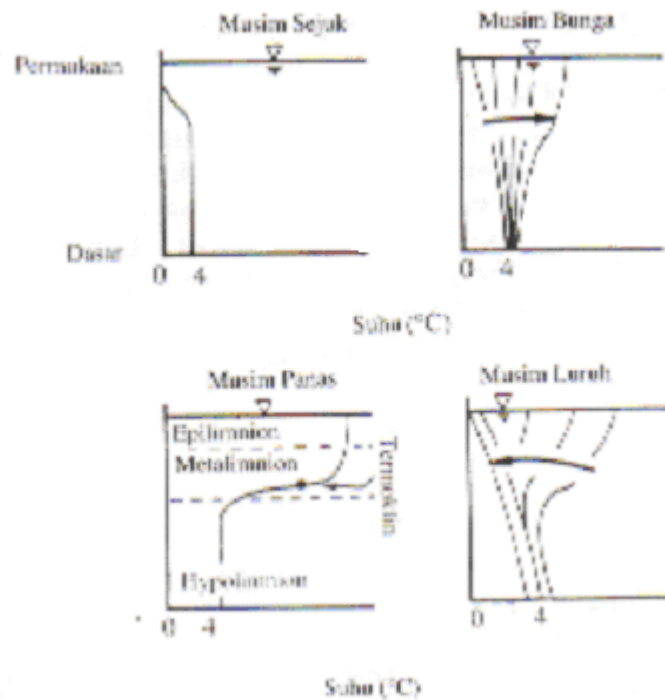 Musim Sejuk
Musim Bunga
Permukaan
Dasar
0 4
0 4
Suhu (°C)
Musim Panas
Musim Luruh
Epilimnion
Metalimnion
Termoklin
Hypolimnion
0 4
0 4
Suhu (°C)